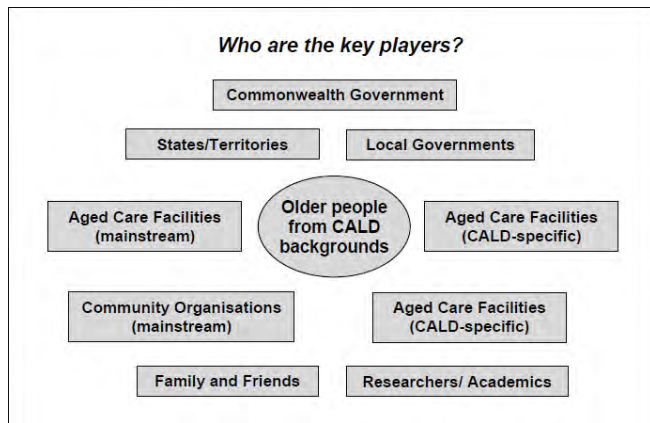 Who are the key players?
Commonwealth Government
States/Territories
Local Governments
Aged Care Facilities
(mainstream)
Older people
from CALD
backgrounds
Aged Care Facilities
(CALD-specific)
Community Organisations
(mainstream)
Aged Care Facilities
(CALD-specific)
Family and Friends
Researchers/ Academics